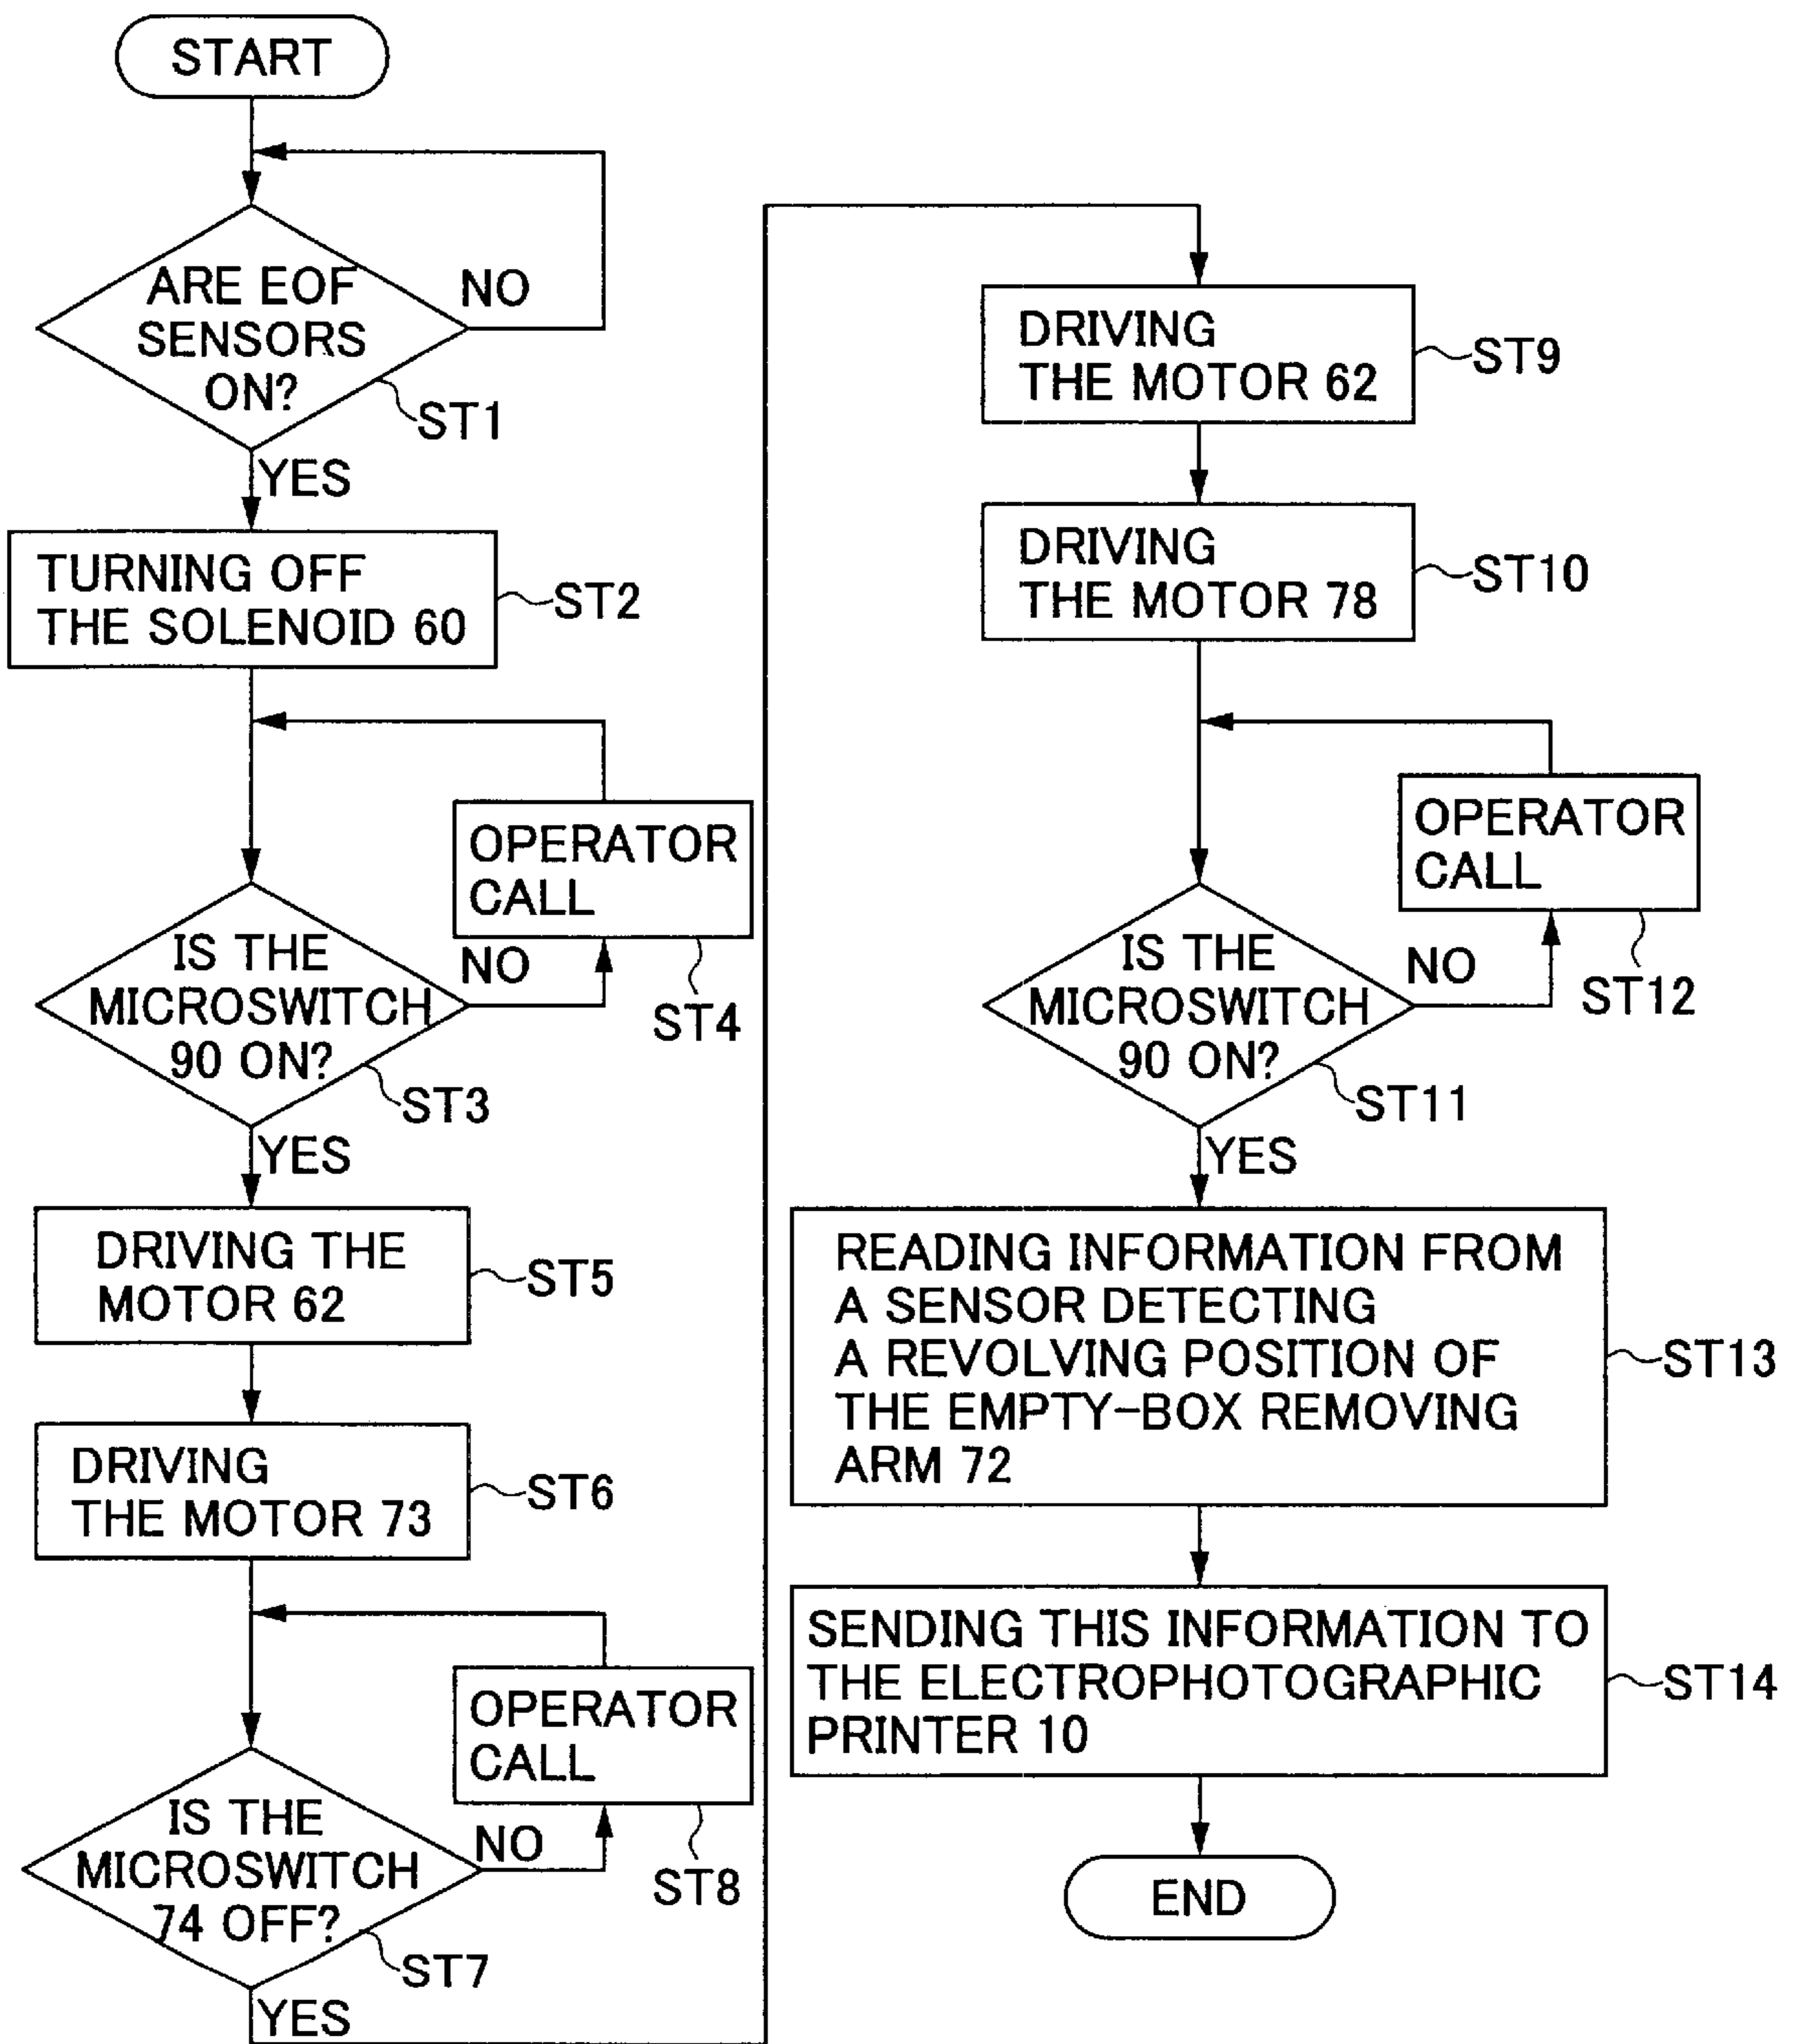 START
ARE EOF
SENSORS
ON?
NO
ST1
YES
TURNING OFF
THE SOLENOID 60
ST2
OPERATOR
CALL
ST4
IS THE
MICROSWITCH
90 ON?
NO
ST3
YES
DRIVING THE
MOTOR 62
ST5
DRIVING
THE MOTOR 73
ST6
OPERATOR
CALL
ST8
IS THE
MICROSWITCH
74 OFF?
NO
ST7
YES
DRIVING
THE MOTOR 62
ST9
DRIVING
THE MOTOR 78
ST10
OPERATOR
CALL
ST12
IS THE
MICROSWITCH
90 ON?
NO
ST11
YES
READING INFORMATION FROM
A SENSOR DETECTING
A REVOLVING POSITION OF
THE EMPTY-BOX REMOVING
ARM 72
ST13
SENDING THIS INFORMATION TO
THE ELECTROPHOTOGRAPHIC
PRINTER 10
ST14
END